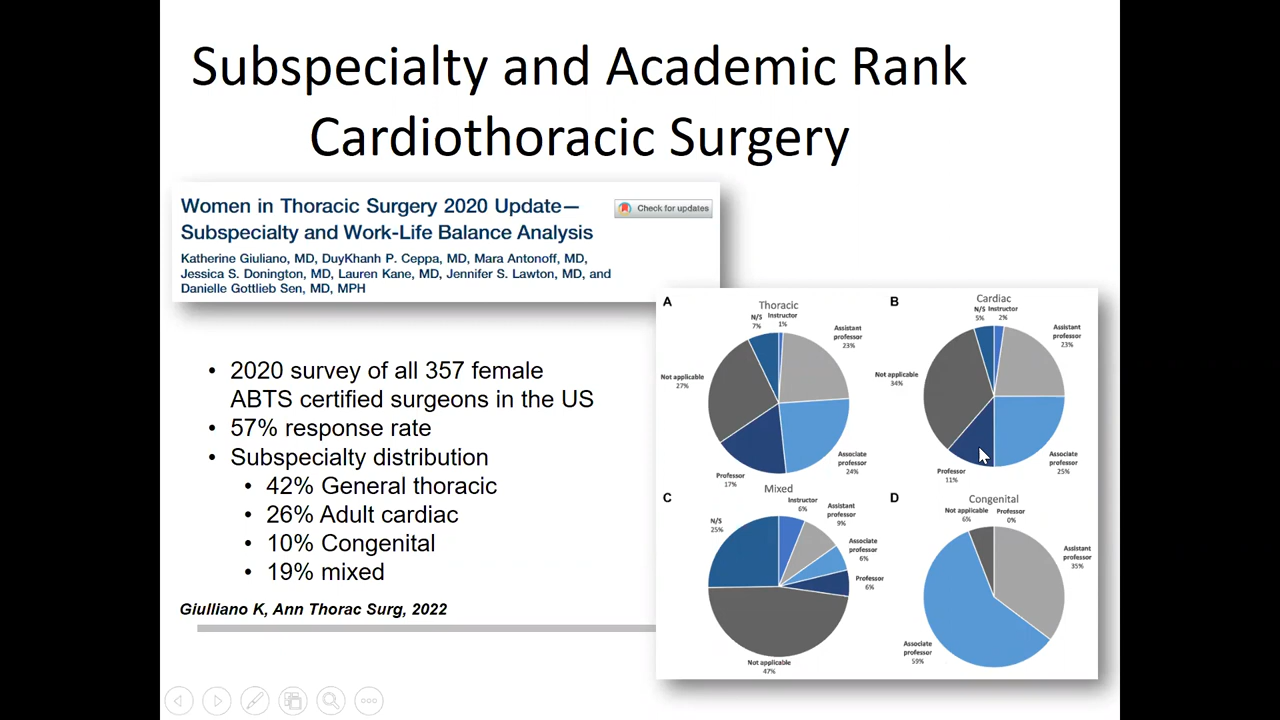 Subspecialty and Academic Rank
Cardiothoracic Surgery
Women in Thoracic Surgery 2020 Update—
Subspecialty and Work-Life Balance Analysis
Check for updates
Katherine Giuliano, MD, DuyKhanh P. Ceppa, MD, Mara Antonoff, MD,
Jessica S. Donington, MD, Lauren Kane, MD, Jennifer S. Lawton, MD, and
Danielle Gottlieb Sen, MD, MPH
• 2020 survey of all 357 female
ABTS certified surgeons in the US
• 57% response rate
• Subspecialty distribution
• 42% General thoracic
• 26% Adult cardiac
• 10% Congenital
• 19% mixed
Giulliano K, Ann Thorac Surg, 2022
A
Thoracic
N/S
7%
Instructor
1%
Assistant
professor
23%
Not applicable
27%
Associate
professor
24%
Professor
17%
B
Cardiac
N/S
5%
Instructor
2%
Assistant
professor
23%
Not applicable
34%
Associate
professor
25%
Professor
11%
C
Mixed
Instructor
6%
Assistant
professor
9%
N/S
25%
Associate
professor
6%
Professor
6%
Not applicable
47%
D
Congenital
Not applicable
6%
Professor
0%
Assistant
professor
35%
Associate
professor
59%